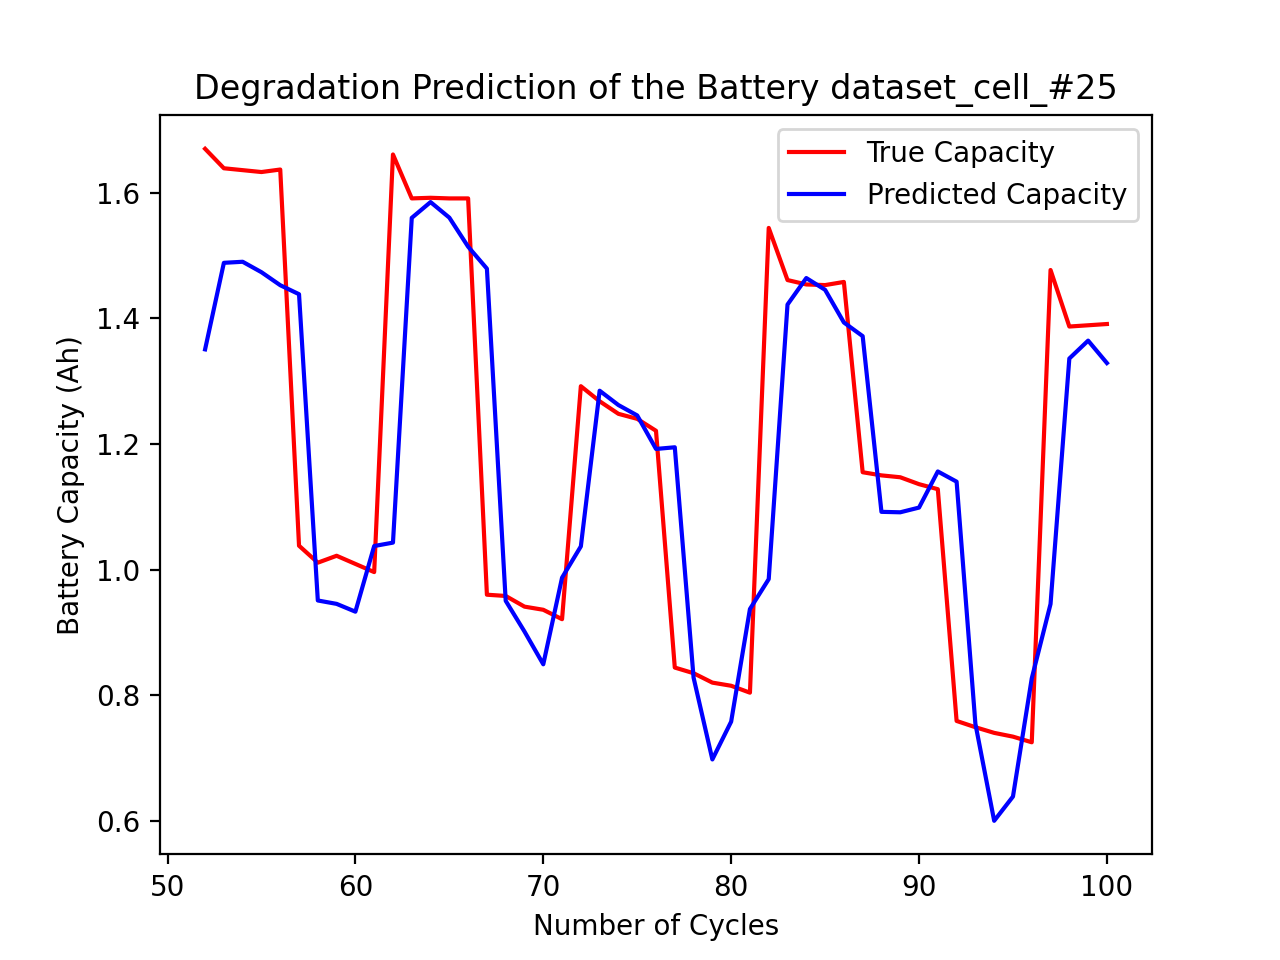 Degradation Prediction of the Battery dataset_cell_#25
True Capacity
Predicted Capacity
Battery Capacity (Ah)
1.6
1.4
1.2
1.0
0.8
0.6
50 60 70 80 90 100
Number of Cycles